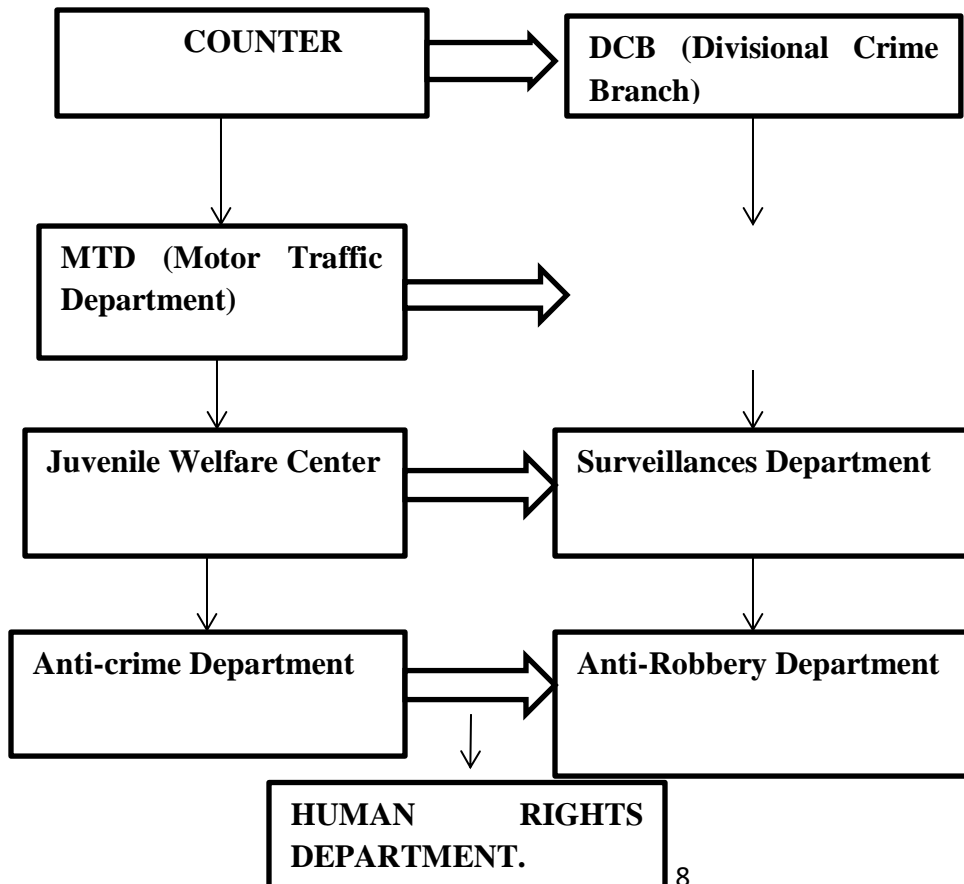 COUNTER
DCB (Divisional Crime
Branch)
MTD (Motor Traffic
Department)
Juvenile Welfare Center
Surveillances Department
Anti-crime Department
Anti-Robbery Department
HUMAN RIGHTS
DEPARTMENT.
8